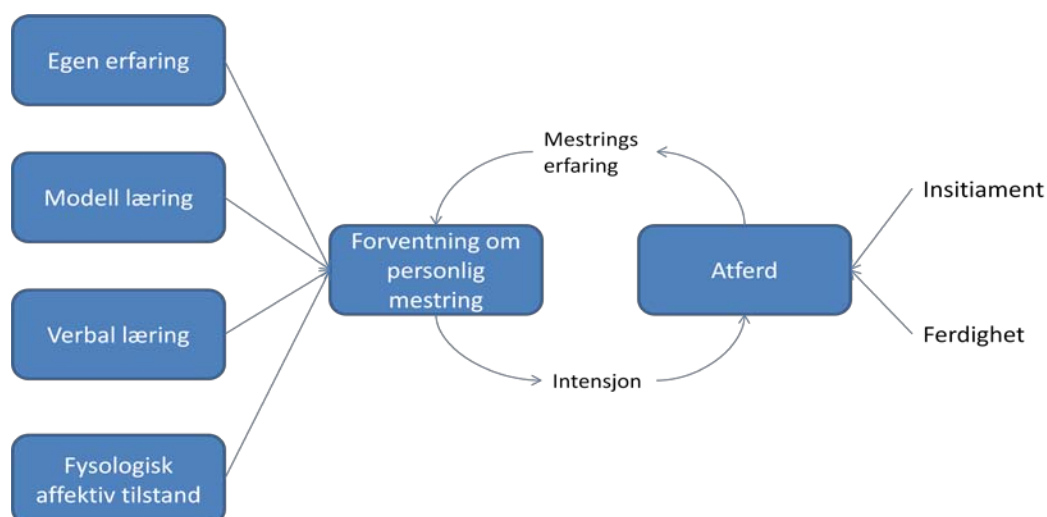 Egen erfaring
Modell læring
Verbal læring
Fysologisk
affektiv tilstand
Forventning om
personlig
mestring
Mestrings
erfaring
Intensjon
Atferd
Insitiament
Ferdighet